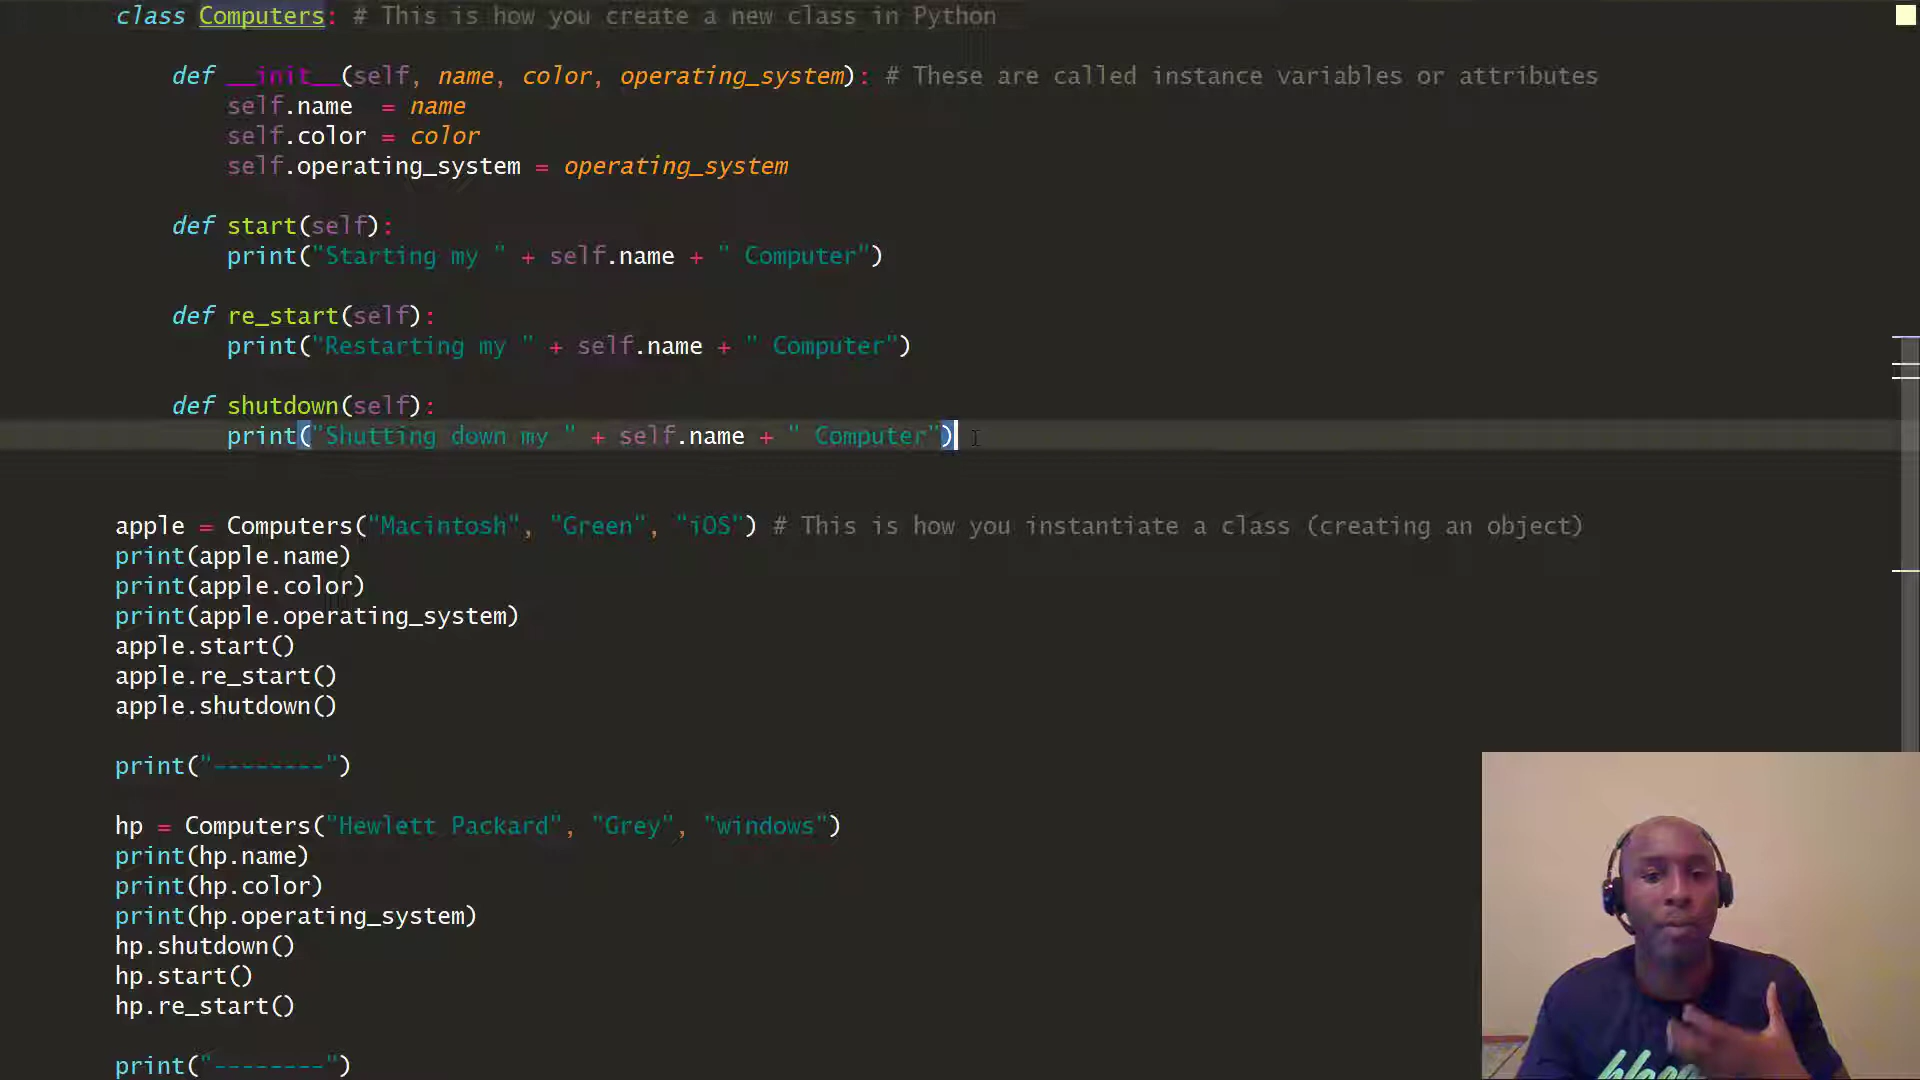 class Computers: # This is how you create a new class in Python
def __init__(self, name, color, operating_system): # These are called instance variables or attributes
self.name  = name
self.color = color
self.operating_system = operating_system
def start(self):
print("Starting my " + self.name + " Computer")
def re_start(self):
print("Restarting my " + self.name + " Computer")
def shutdown(self):
print("Shutting down my " + self.name + " Computer")
apple = Computers("Macintosh", "Green", "iOS") # This is how you instantiate a class (creating an object)
print(apple.name)
print(apple.color)
print(apple.operating_system)
apple.start()
apple.re_start()
apple.shutdown()
print("--------")
hp = Computers("Hewlett Packard", "Grey", "windows")
print(hp.name)
print(hp.color)
print(hp.operating_system)
hp.shutdown()
hp.start()
hp.re_start()
print("--------")